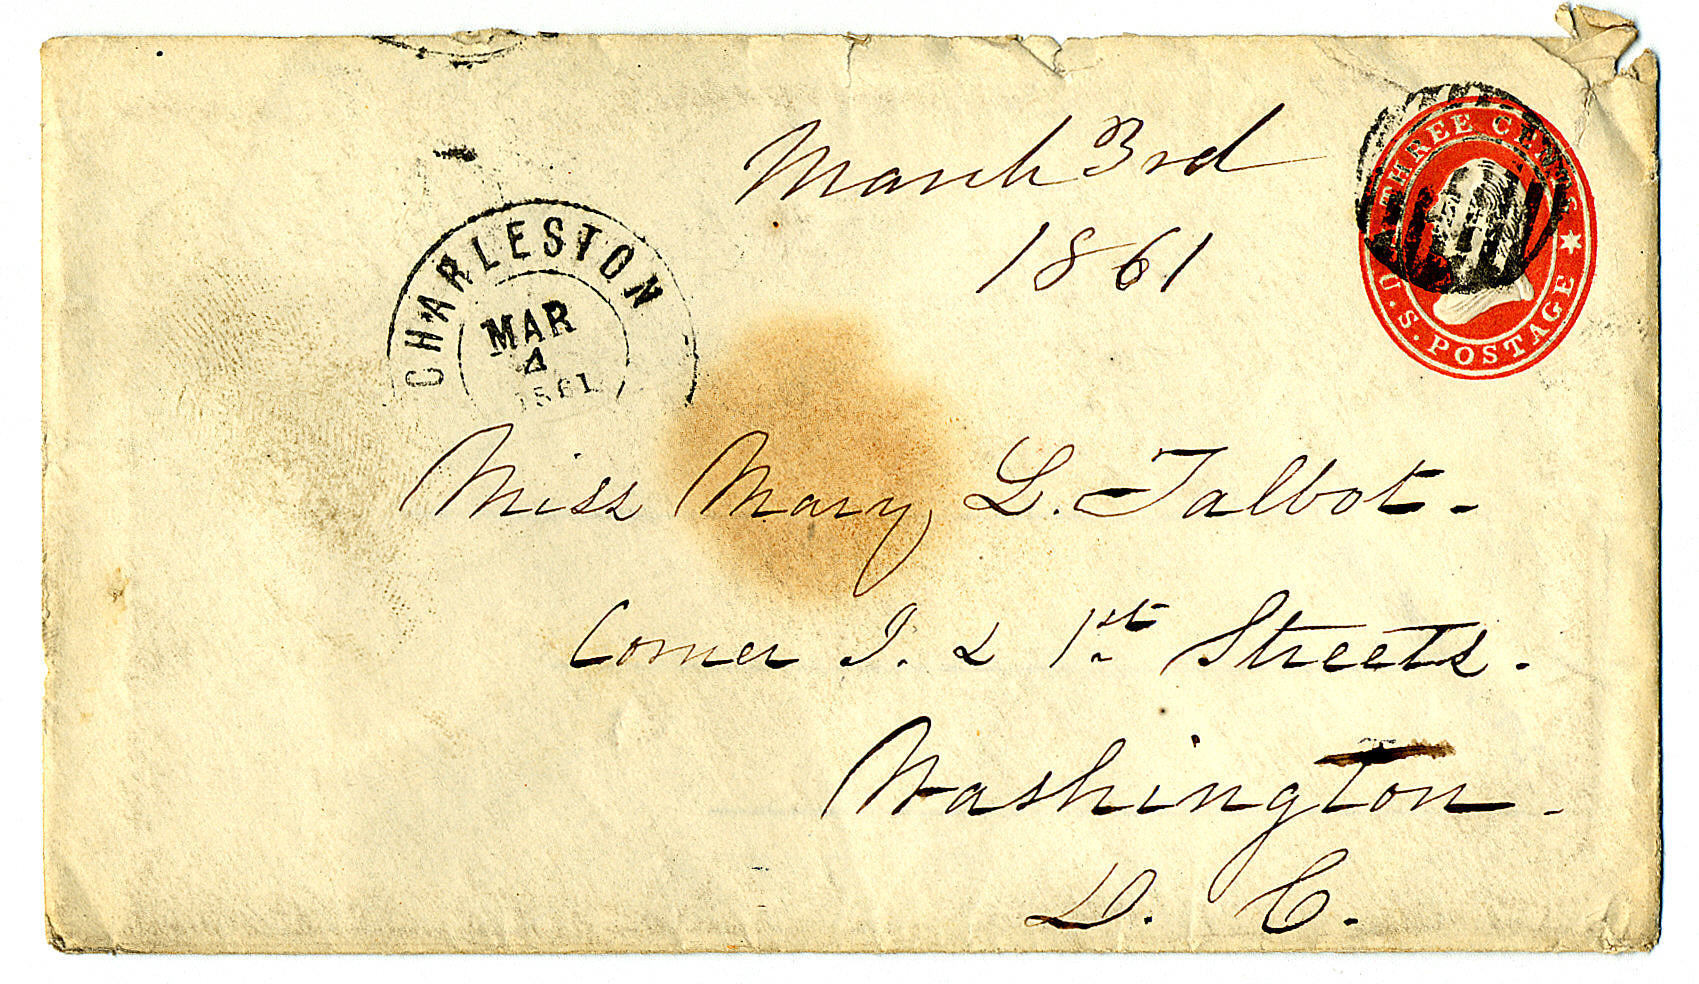 March 3rd
1861
THREE CENTS
U.S. POSTAGE
CHARLESTON
MAR
4
1861
Miss Mary L. Talbot.
Corner I. & 1st. Streets.
Washington.
D. C.